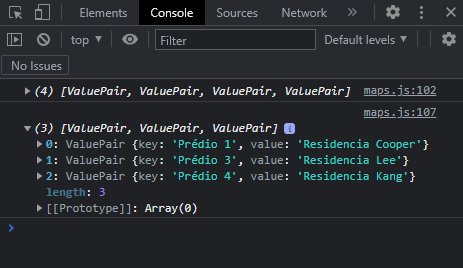 Elements Console Sources Network »
top Filter Default levels
No Issues
(4) [ValuePair, ValuePair, ValuePair, ValuePair] maps.js:102
maps.js:107
(3) [ValuePair, ValuePair, ValuePair] i
0: ValuePair {key: 'Prédio 1', value: 'Residencia Cooper'}
1: ValuePair {key: 'Prédio 3', value: 'Residencia Lee'}
2: ValuePair {key: 'Prédio 4', value: 'Residencia Kang'}
length: 3
[[Prototype]]: Array(0)